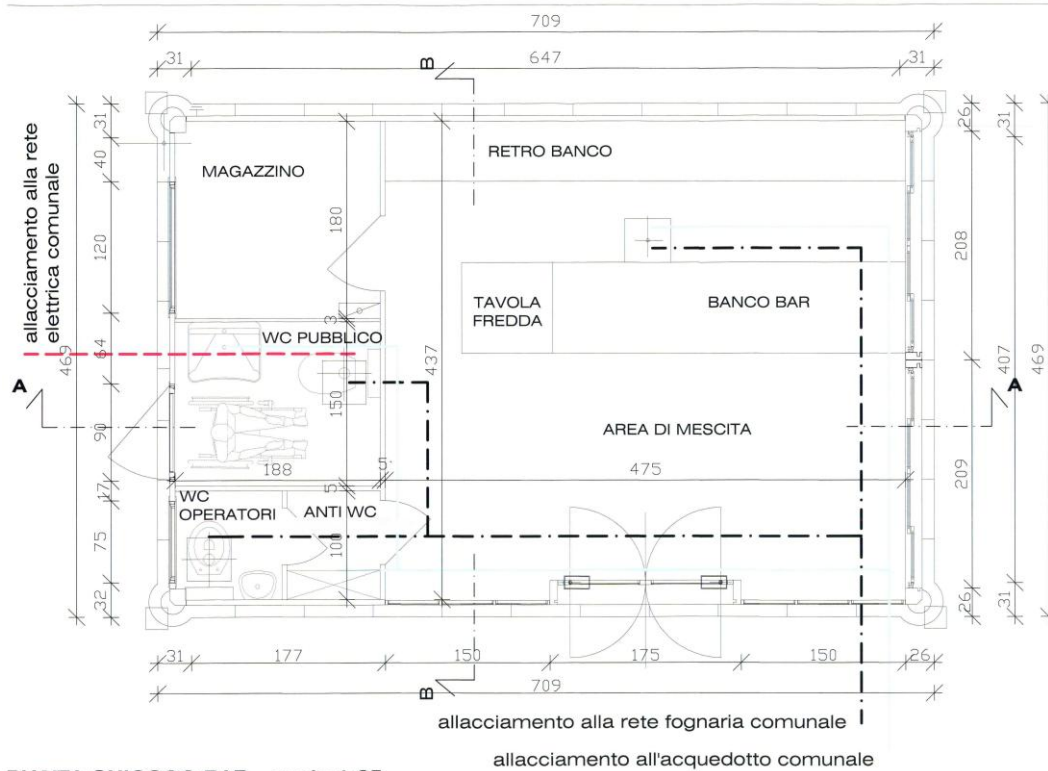 709
31 647 31
B
31
40
120
64
90
17
75
32
469
allacciamento alla rete
elettrica comunale
MAGAZZINO
RETRO BANCO
180
3
TAVOLA
FREDDA
BANCO BAR
WC PUBBLICO
437
150
A
A
AREA DI MESCITA
188 5 475
5
WC
OPERATORI
ANTI WC
100
26
208
209
26
31
407
31
469
31 177 150 175 150 26
B
709
allacciamento alla rete fognaria comunale
allacciamento all'acquedotto comunale